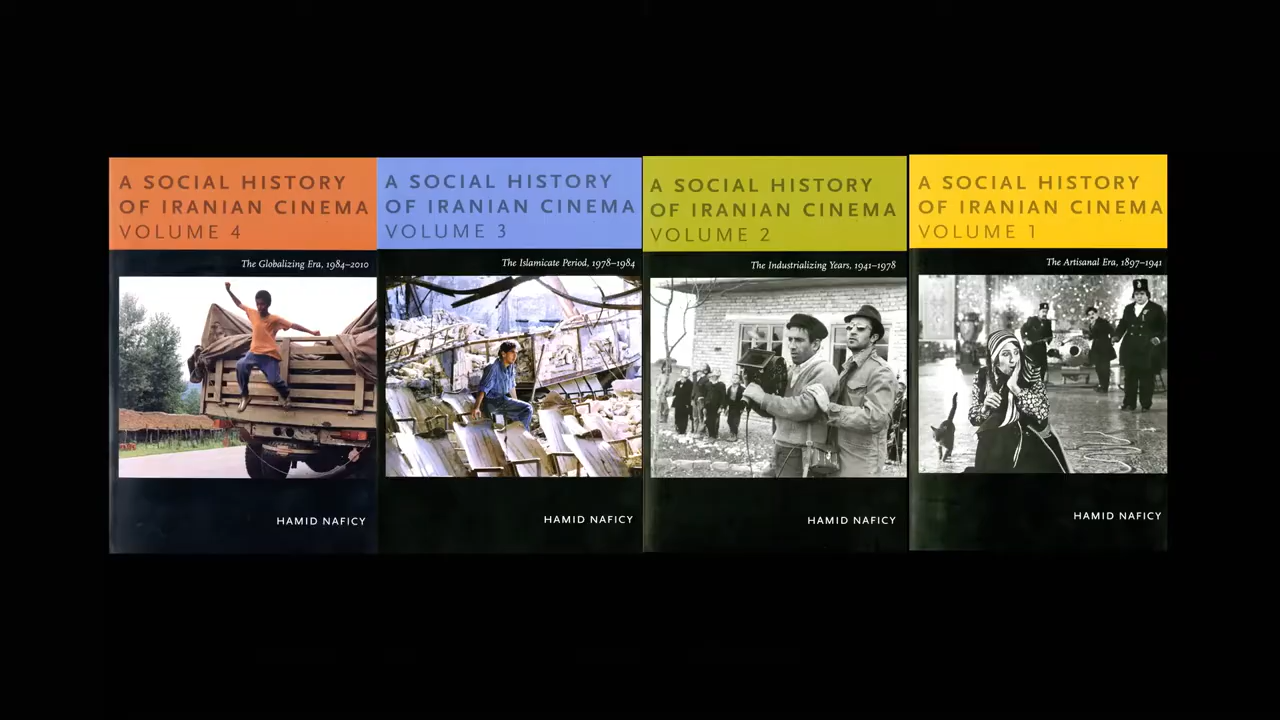 A SOCIAL HISTORY
OF IRANIAN CINEMA
VOLUME 4
The Globalizing Era, 1984–2010
HAMID NAFICY
A SOCIAL HISTORY
OF IRANIAN CINEMA
VOLUME 3
The Islamicate Period, 1978–1984
HAMID NAFICY
A SOCIAL HISTORY
OF IRANIAN CINEMA
VOLUME 2
The Industrializing Years, 1941–1978
HAMID NAFICY
A SOCIAL HISTORY
OF IRANIAN CINEMA
VOLUME 1
The Artisanal Era, 1897–1941
HAMID NAFICY